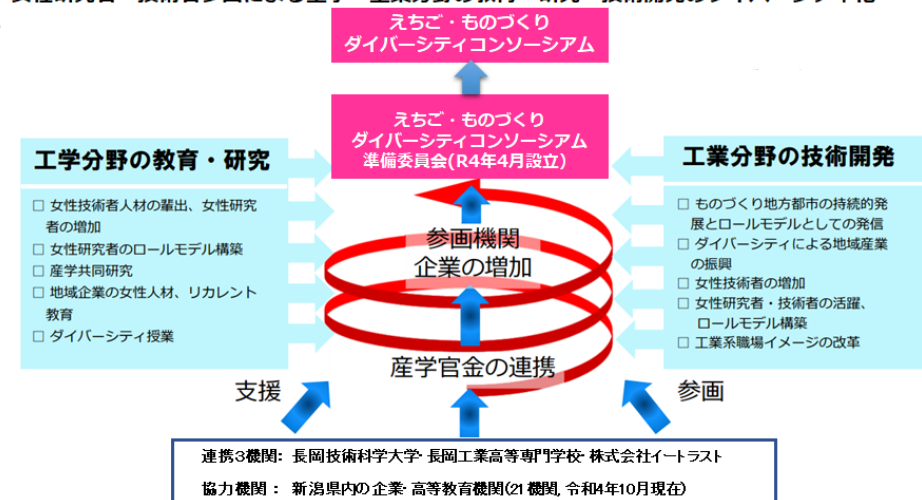 えちご・ものづくり
ダイバーシティコンソーシアム
えちご・ものづくり
ダイバーシティコンソーシアム
準備委員会(R4年4月設立)
工学分野の教育・研究
□ 女性技術者人材の輩出、女性研究
者の増加
□ 女性研究者のロールモデル構築
□ 産学共同研究
□ 地域企業の女性人材、リカレント
教育
□ ダイバーシティ授業
工業分野の技術開発
□ ものづくり地方都市の持続的発
展とロールモデルとしての発信
□ ダイバーシティによる地域産業
の振興
□ 女性技術者の増加
□ 女性研究者・技術者の活躍、
ロールモデル構築
□ 工業系職場イメージの改革
参画機関
企業の増加
産学官金の連携
支援
参画
連携3機関: 長岡技術科学大学・長岡工業高等専門学校・株式会社イートラスト
協力機関 : 新潟県内の企業・高等教育機関(21機関, 令和4年10月現在)